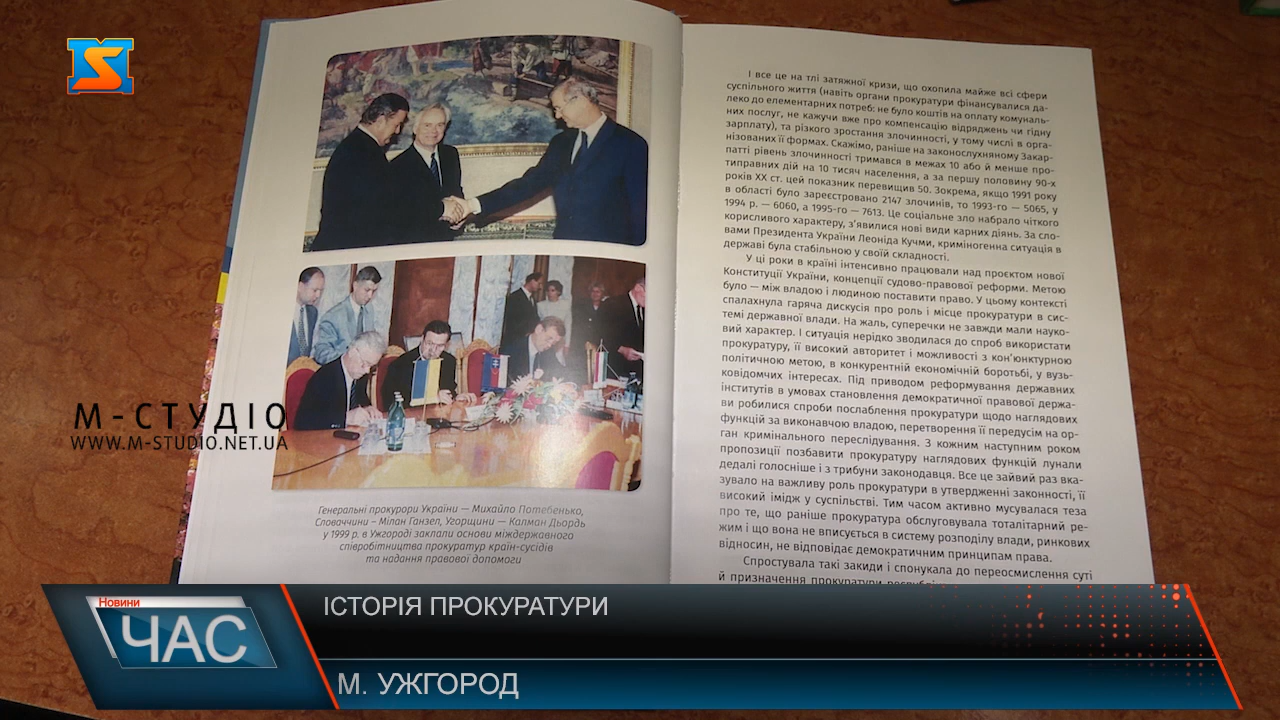 Генеральні прокурори України — Михайло Потебенько,
Словаччини – Мілан Ганзел, Угорщини — Калман Дьордь
у 1999 р. в Ужгороді заклали основи міждержавного
співробітництва прокуратур країн-сусідів
та надання правової допомоги
І все це на тлі затяжної кризи, що охопила майже всі сфери
суспільного життя (навіть органи прокуратури фінансувалися да-
леко до елементарних потреб: не було коштів на оплату комуналь-
них послуг, не кажучи вже про компенсацію відряджень чи гідну
зарплату), та різкого зростання злочинності, у тому числі в орга-
нізованих її формах. Скажімо, раніше на законослухняному Закар-
патті рівень злочинності тримався в межах 10 або й менше про-
типравних дій на 10 тисяч населення, а за першу половину 90-х
років ХХ ст. цей показник перевищив 50. Зокрема, якщо 1991 року
в області було зареєстровано 2147 злочинів, то 1993-го — 5065, у
1994 р. — 6060, а 1995-го — 7613. Це соціальне зло набрало чіткого
корисливого характеру, з’явилися нові види карних діянь. За сло-
вами Президента України Леоніда Кучми, криміногенна ситуація в
державі була стабільною у своїй складності.
У ці роки в країні інтенсивно працювали над проєктом нової
Конституції України, концепції судово-правової реформи. Метою
було — між владою і людиною поставити право. У цьому контексті
спалахнула гаряча дискусія про роль і місце прокуратури в сис-
темі державної влади. На жаль, суперечки не завжди мали науко-
вий характер. І ситуація нерідко зводилася до спроб використати
прокуратуру, її високий авторитет і можливості з кон’юнктурною
політичною метою, в конкурентній економічній боротьбі, у вузь-
ковідомчих інтересах. Під приводом реформування державних
інститутів в умовах становлення демократичної правової держа-
ви робилися спроби послаблення прокуратури щодо наглядових
функцій за виконавчою владою, перетворення її передусім на ор-
ган кримінального переслідування. З кожним наступним роком
пропозиції позбавити прокуратуру наглядових функцій лунали
дедалі голосніше і з трибуни законодавця. Все це зайвий раз вка-
зувало на важливу роль прокуратури в утвердженні законності, її
високий імідж у суспільстві. Тим часом активно мусувалася теза
про те, що раніше прокуратура обслуговувала тоталітарний ре-
жим і що вона не вписується в систему розподілу влади, ринкових
відносин, не відповідає демократичним принципам права.
Спростувала такі закиди і спонукала до переосмислення суті
й призначення прокуратури
М-СТУДІО
WWW.M-STUDIO.NET.UA
Новини
ЧАС
ІСТОРІЯ ПРОКУРАТУРИ
М. УЖГОРОД